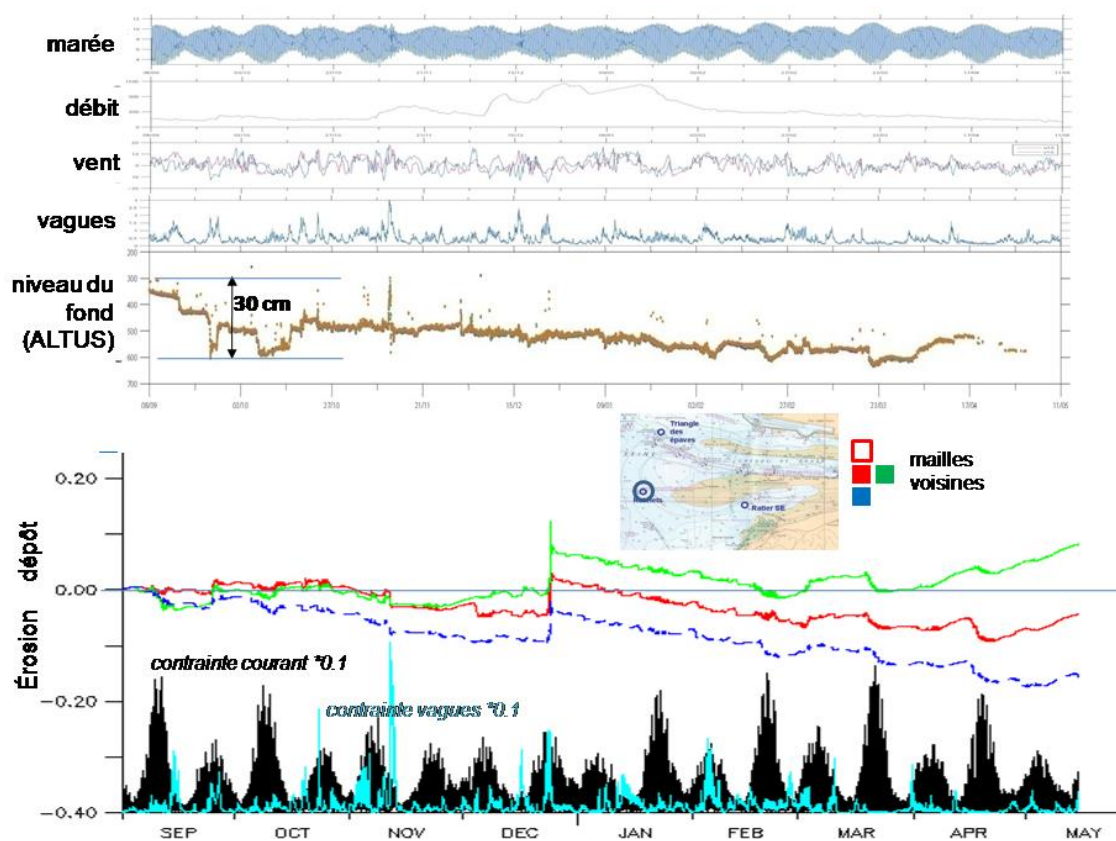 marée
débit
vent
vagues
niveau du
fond
(ALTUS)
30 cm
200
300
400
500
600
700
08/09
02/10
27/10
21/11
15/12
09/01
02/02
27/02
23/03
17/04
11/05
Triangle
des
épaves
Ratier SE
mailles
voisines
Érosion dépôt
0.20
0.00
-0.20
-0.40
contrainte courant *0.1
contrainte vagues *0.1
SEP
OCT
NOV
DEC
JAN
FEB
MAR
APR
MAY